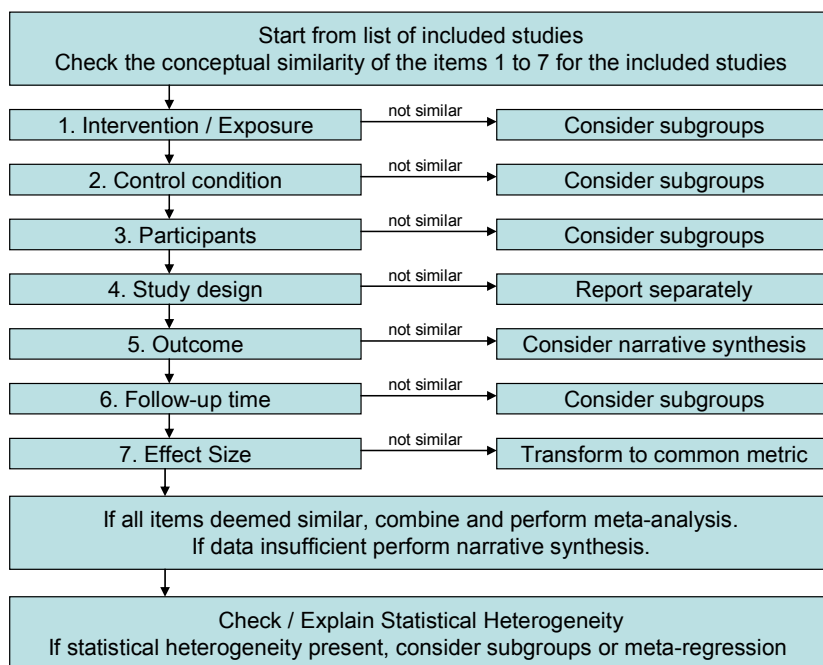 Start from list of included studies
Check the conceptual similarity of the items 1 to 7 for the included studies
1. Intervention / Exposure
not similar
Consider subgroups
2. Control condition
not similar
Consider subgroups
3. Participants
not similar
Consider subgroups
4. Study design
not similar
Report separately
5. Outcome
not similar
Consider narrative synthesis
6. Follow-up time
not similar
Consider subgroups
7. Effect Size
not similar
Transform to common metric
If all items deemed similar, combine and perform meta-analysis.
If data insufficient perform narrative synthesis.
Check / Explain Statistical Heterogeneity
If statistical heterogeneity present, consider subgroups or meta-regression